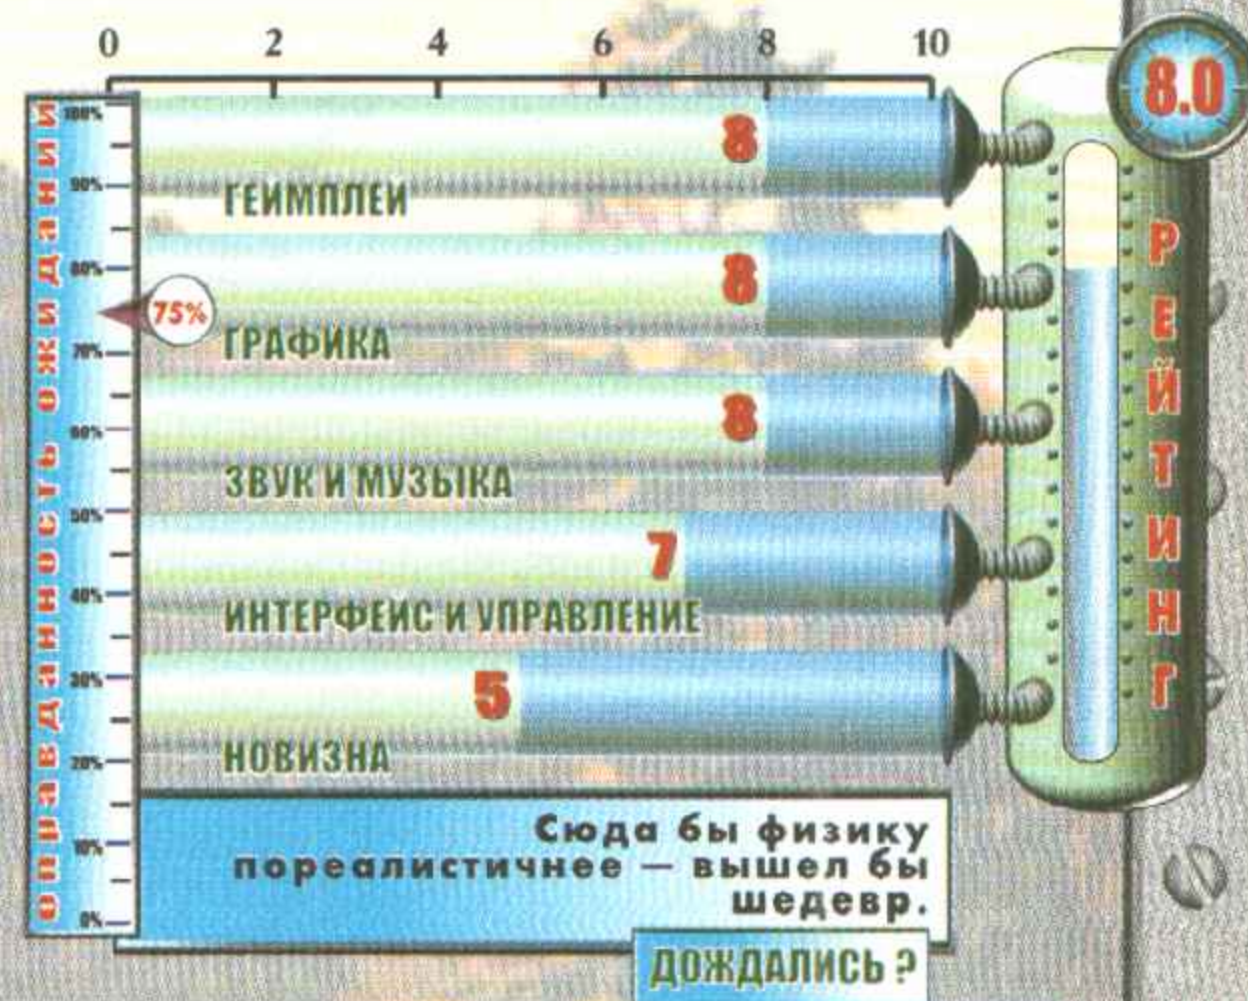 0 2 4 6 8 10
8.0
оправданность ожиданий
100%
90%
80%
70%
60%
50%
40%
30%
20%
10%
0%
75%
8
ГЕЙМПЛЕЙ
8
ГРАФИКА
8
ЗВУК И МУЗЫКА
7
ИНТЕРФЕЙС И УПРАВЛЕНИЕ
5
НОВИЗНА
РЕЙТИНГ
Сюда бы физику
пореалистичнее — вышел бы
шедевр.
ДОЖДАЛИСЬ ?